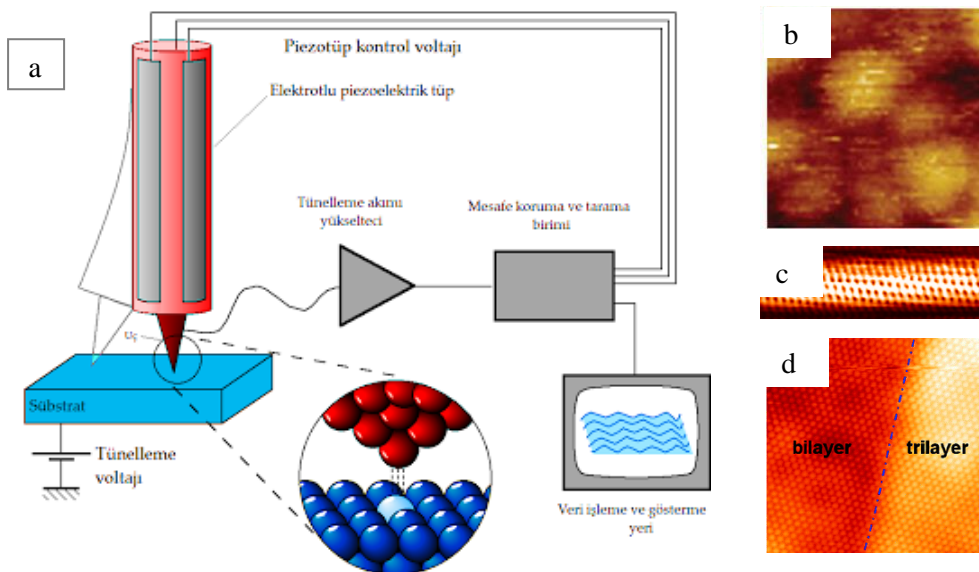 a
Piezotüp kontrol voltajı
Elektrotlu piezoelektrik tüp
Tünelleme akımı
yükselteci
Mesafe koruma ve tarama
birimi
Uç
Sübstrat
Tünelleme
voltajı
Veri işleme ve gösterme
yeri
b
c
d
bilayer
trilayer